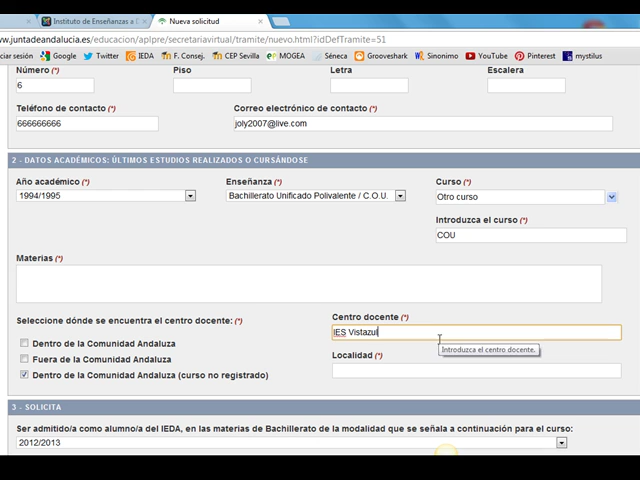 Instituto de Enseñanzas a D
Nueva solicitud
www.juntadeandalucia.es/educacion/aplpre/secretariavirtual/tramite/nuevo.html?idDefTramite=51
iciar sesión Google Twitter IEDA F. Consej. CEP Sevilla MOGEA Séneca Grooveshark Sinonimo YouTube Pinterest mystilus
Número (*) Piso Letra Escalera
6
Teléfono de contacto (*) Correo electrónico de contacto (*)
666666666 joly2007@live.com
2 - DATOS ACADÉMICOS: ÚLTIMOS ESTUDIOS REALIZADOS O CURSÁNDOSE
Año académico (*) Enseñanza (*) Curso (*)
1994/1995 Bachillerato Unificado Polivalente / C.O.U. Otro curso
Introduzca el curso (*)
COU
Materias (*)
Seleccione dónde se encuentra el centro docente: (*) Centro docente (*)
IES Vistazul
Dentro de la Comunidad Andaluza
Introduzca el centro docente.
Fuera de la Comunidad Andaluza Localidad (*)
Dentro de la Comunidad Andaluza (curso no registrado)
3 - SOLICITA
Ser admitido/a como alumno/a del IEDA, en las materias de Bachillerato de la modalidad que se señala a continuación para el curso:
2012/2013